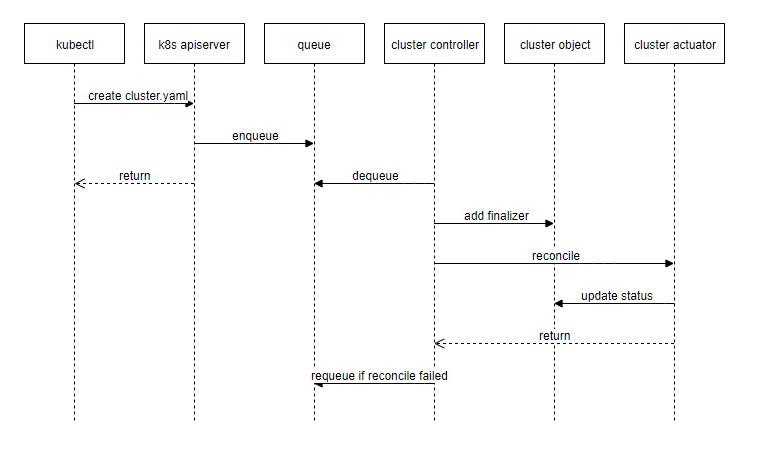 kubectl
k8s apiserver
queue
cluster controller
cluster object
cluster actuator
create cluster.yaml
enqueue
return
dequeue
add finalizer
reconcile
update status
return
requeue if reconcile failed